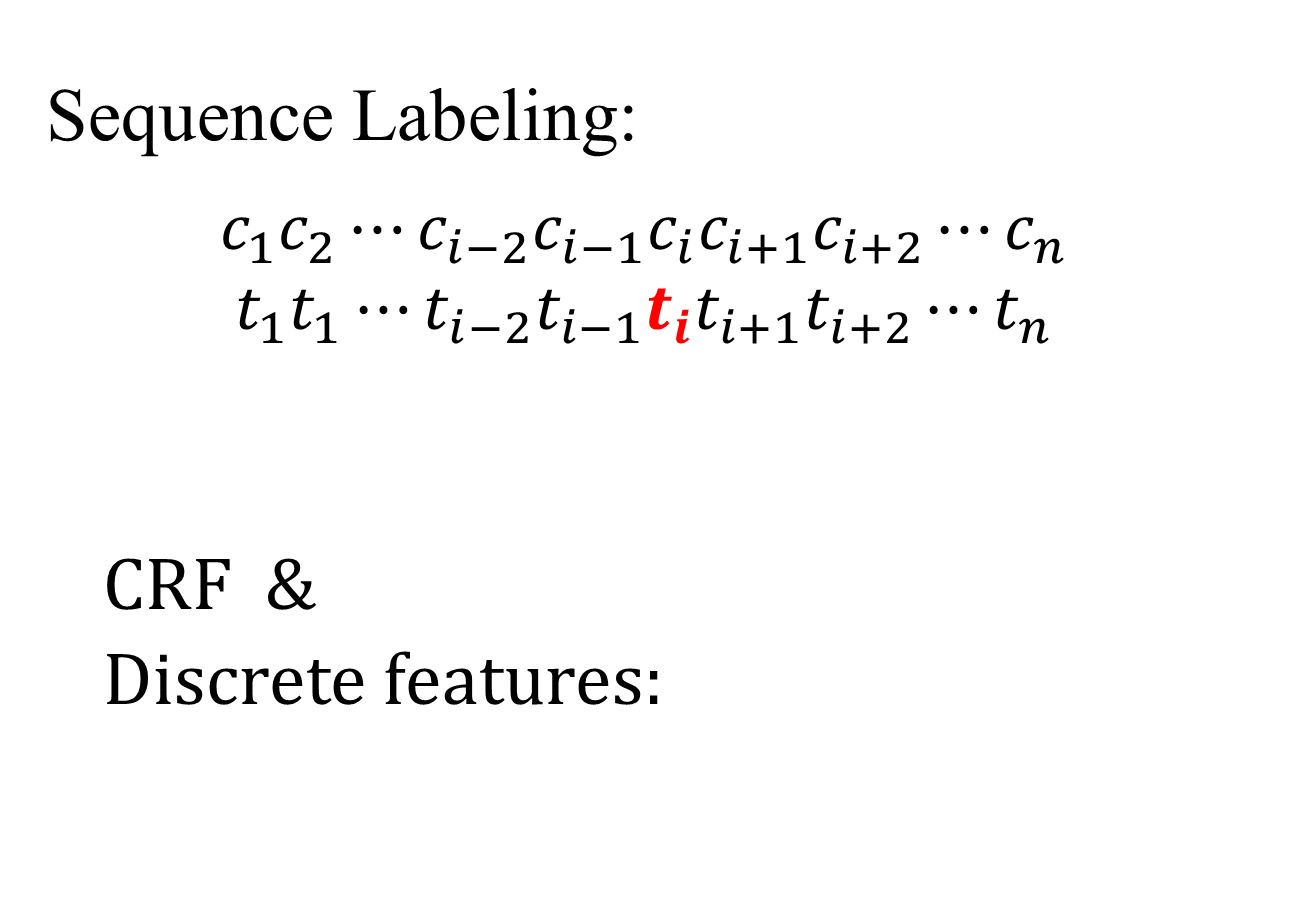 Sequence Labeling:
c₁c₂ ⋯ cᵢ₋₂cᵢ₋₁cᵢcᵢ₊₁cᵢ₊₂ ⋯ cₙ
t₁t₁ ⋯ tᵢ₋₂tᵢ₋₁tᵢtᵢ₊₁tᵢ₊₂ ⋯ tₙ
CRF &
Discrete features: